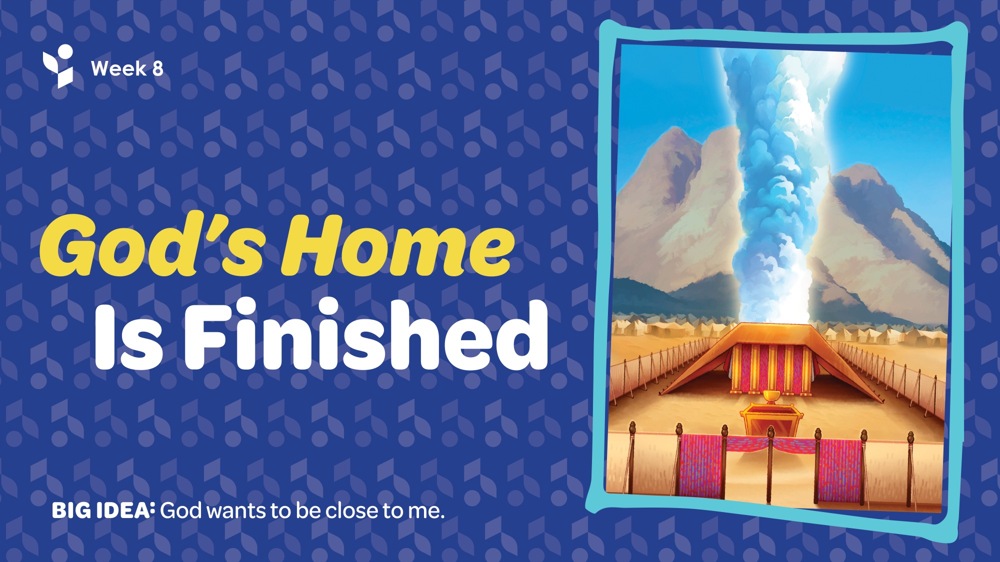 Week 8
God's Home
Is Finished
BIG IDEA: God wants to be close to me.